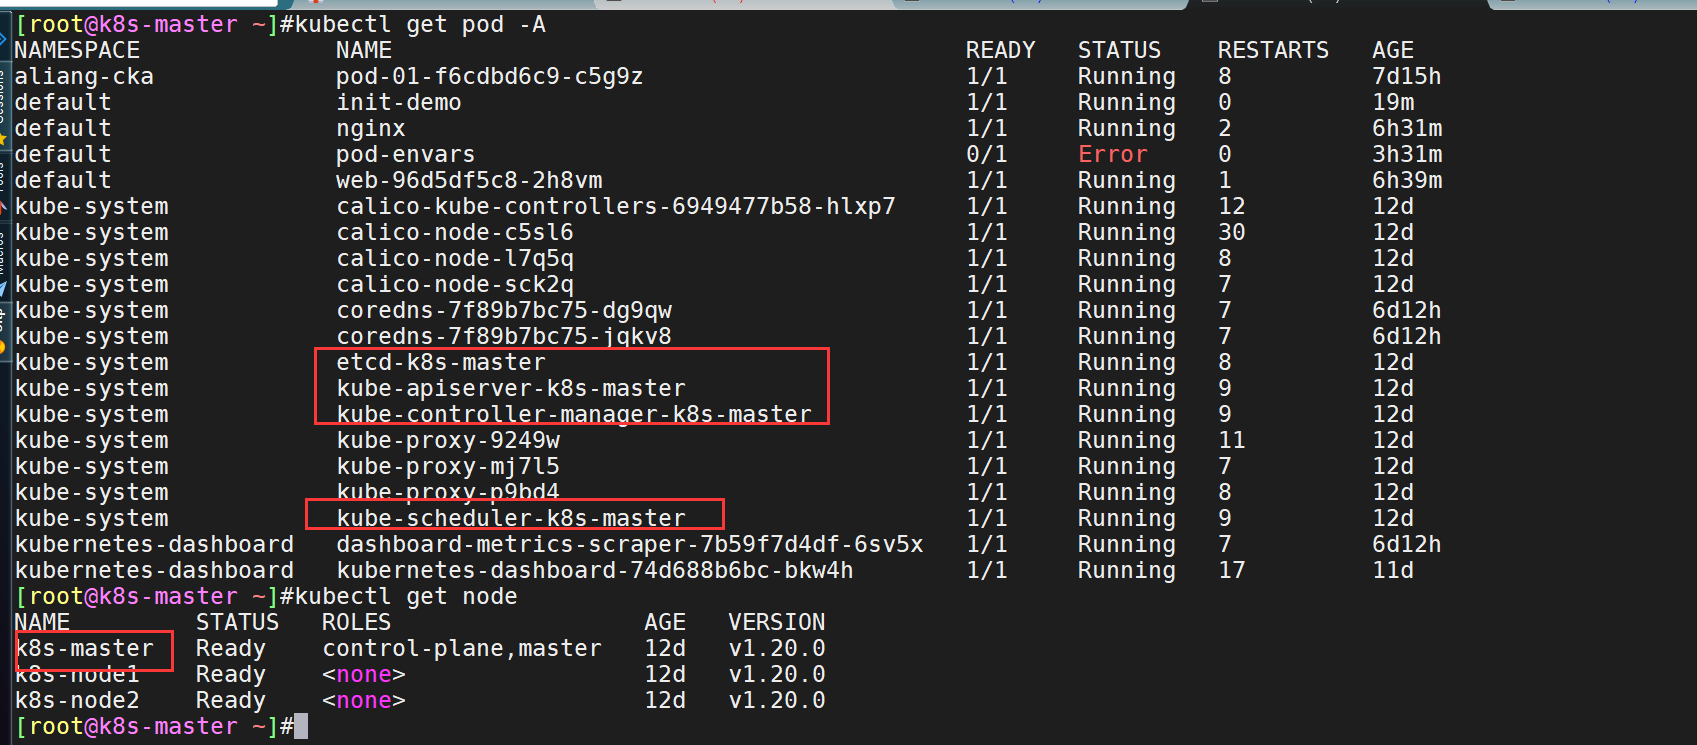 [root@k8s-master ~]#kubectl get pod -A
NAMESPACE NAME READY STATUS RESTARTS AGE
aliang-cka pod-01-f6cdbd6c9-c5g9z 1/1 Running 8 7d15h
default init-demo 1/1 Running 0 19m
default nginx 1/1 Running 2 6h31m
default pod-envars 0/1 Error 0 3h31m
default web-96d5df5c8-2h8vm 1/1 Running 1 6h39m
kube-system calico-kube-controllers-6949477b58-hlxp7 1/1 Running 12 12d
kube-system calico-node-c5sl6 1/1 Running 30 12d
kube-system calico-node-l7q5q 1/1 Running 8 12d
kube-system calico-node-sck2q 1/1 Running 7 12d
kube-system coredns-7f89b7bc75-dg9qw 1/1 Running 7 6d12h
kube-system coredns-7f89b7bc75-jqkv8 1/1 Running 7 6d12h
kube-system etcd-k8s-master 1/1 Running 8 12d
kube-system kube-apiserver-k8s-master 1/1 Running 9 12d
kube-system kube-controller-manager-k8s-master 1/1 Running 9 12d
kube-system kube-proxy-9249w 1/1 Running 11 12d
kube-system kube-proxy-mj7l5 1/1 Running 7 12d
kube-system kube-proxy-p9bd4 1/1 Running 8 12d
kube-system kube-scheduler-k8s-master 1/1 Running 9 12d
kubernetes-dashboard dashboard-metrics-scraper-7b59f7d4df-6sv5x 1/1 Running 7 6d12h
kubernetes-dashboard kubernetes-dashboard-74d688b6bc-bkw4h 1/1 Running 17 11d
[root@k8s-master ~]#kubectl get node
NAME STATUS ROLES AGE VERSION
k8s-master Ready control-plane,master 12d v1.20.0
k8s-node1 Ready <none> 12d v1.20.0
k8s-node2 Ready <none> 12d v1.20.0
[root@k8s-master ~]#